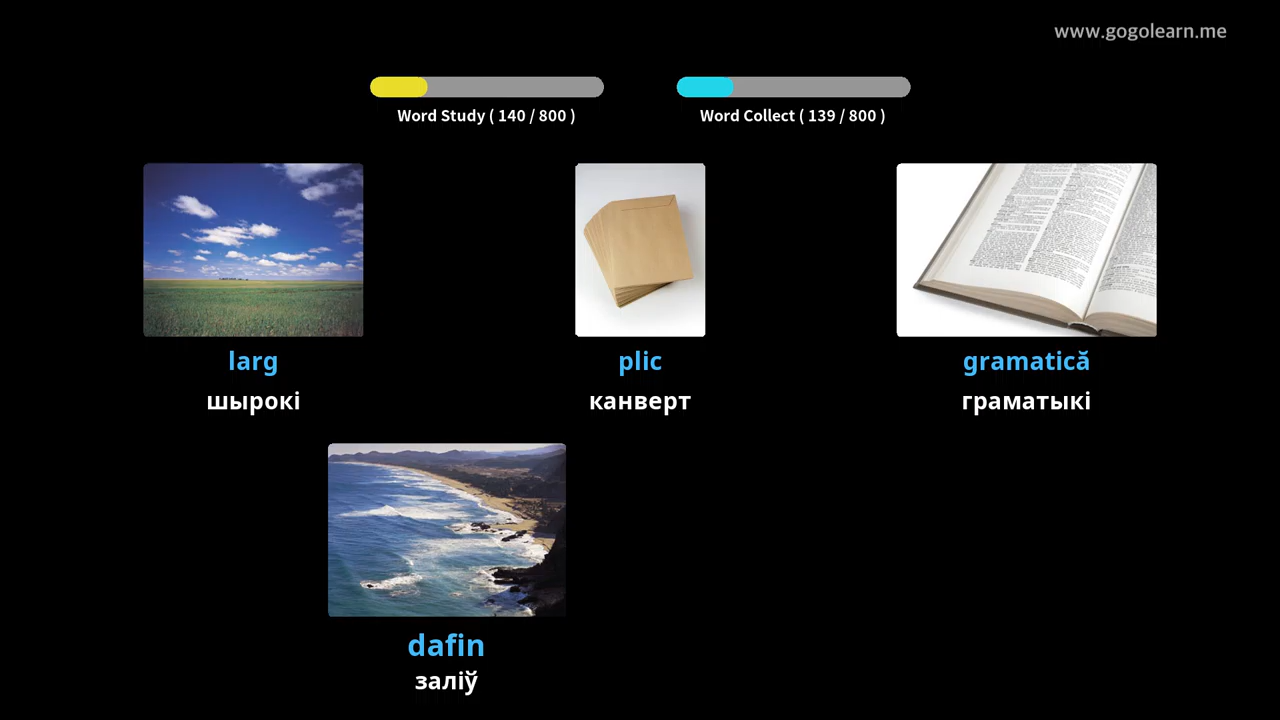 www.gogolearn.me
Word Study ( 140 / 800 )
Word Collect ( 139 / 800 )
larg
plic
gramatică
шырокі
канверт
граматыкі
dafin
заліў